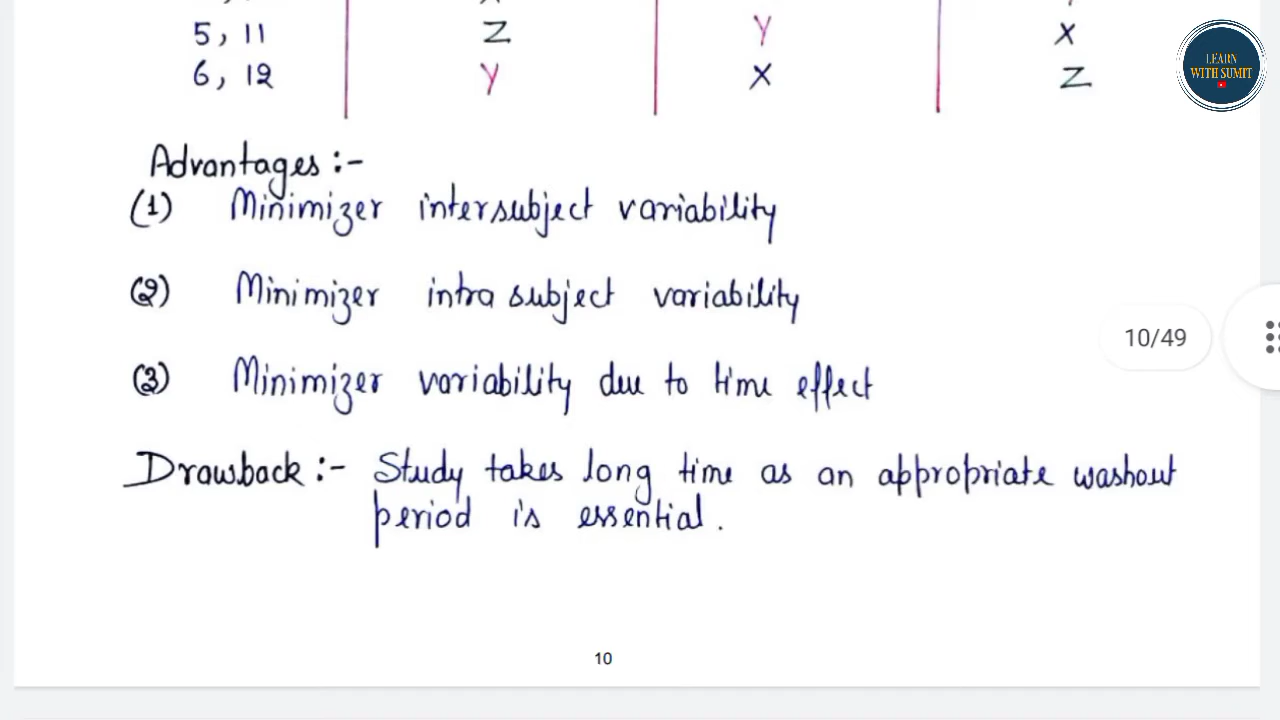 5, 11 Z Y X
6, 12 Y X Z
LEARN
WITH SUMIT
Advantages :-
(1) Minimizer intersubject variability
(2) Minimizer intra subject variability
10/49
(3) Minimizer variability due to time effect
Drawback :- Study takes long time as an appropriate washout
period is essential.
10